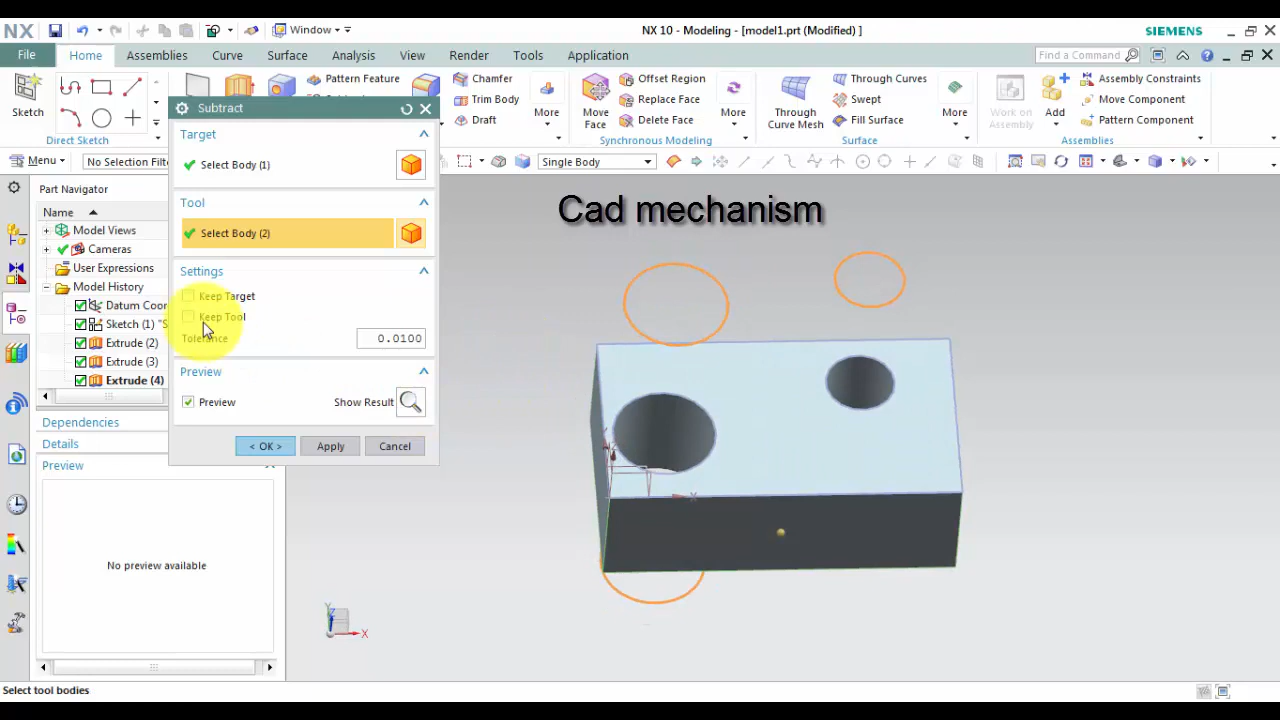 NX
Window
NX 10 - Modeling - [model1.prt (Modified) ]
SIEMENS
File
Home
Assemblies
Curve
Surface
Analysis
View
Render
Tools
Application
Find a Command
Sketch
Direct Sketch
Pattern Feature
Chamfer
Trim Body
Draft
More
Move Face
Offset Region
Replace Face
Delete Face
More
Synchronous Modeling
Through Curve Mesh
Through Curves
Swept
Fill Surface
More
Surface
Work on Assembly
Add
Assembly Constraints
Move Component
Pattern Component
Assemblies
Menu
No Selection Filte
Single Body
Part Navigator
Name
Model Views
Cameras
User Expressions
Model History
Datum Coor
Sketch (1) "S
Extrude (2)
Extrude (3)
Extrude (4)
Dependencies
Details
Preview
No preview available
Subtract
Target
Select Body (1)
Tool
Select Body (2)
Settings
Keep Target
Keep Tool
Tolerance
0.0100
Preview
Preview
Show Result
< OK >
Apply
Cancel
Cad mechanism
X
Y
Z
X
Select tool bodies